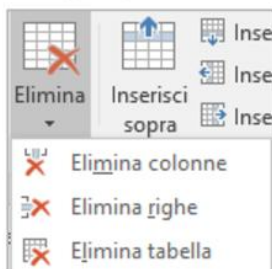 Elimina
Inserisci
sopra
Inse
Inse
Inse
Elimina colonne
Elimina righe
Elimina tabella